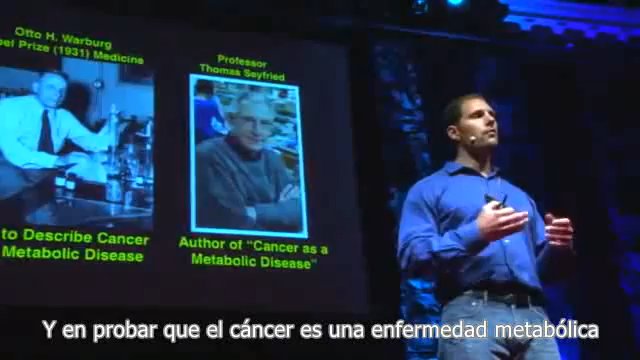 Otto H. Warburg
Prize (1931) Medicine
Professor
Thomas Seyfried
to Describe Cancer
Metabolic Disease
Author of "Cancer as a
Metabolic Disease"
Y en probar que el cáncer es una enfermedad metabólica